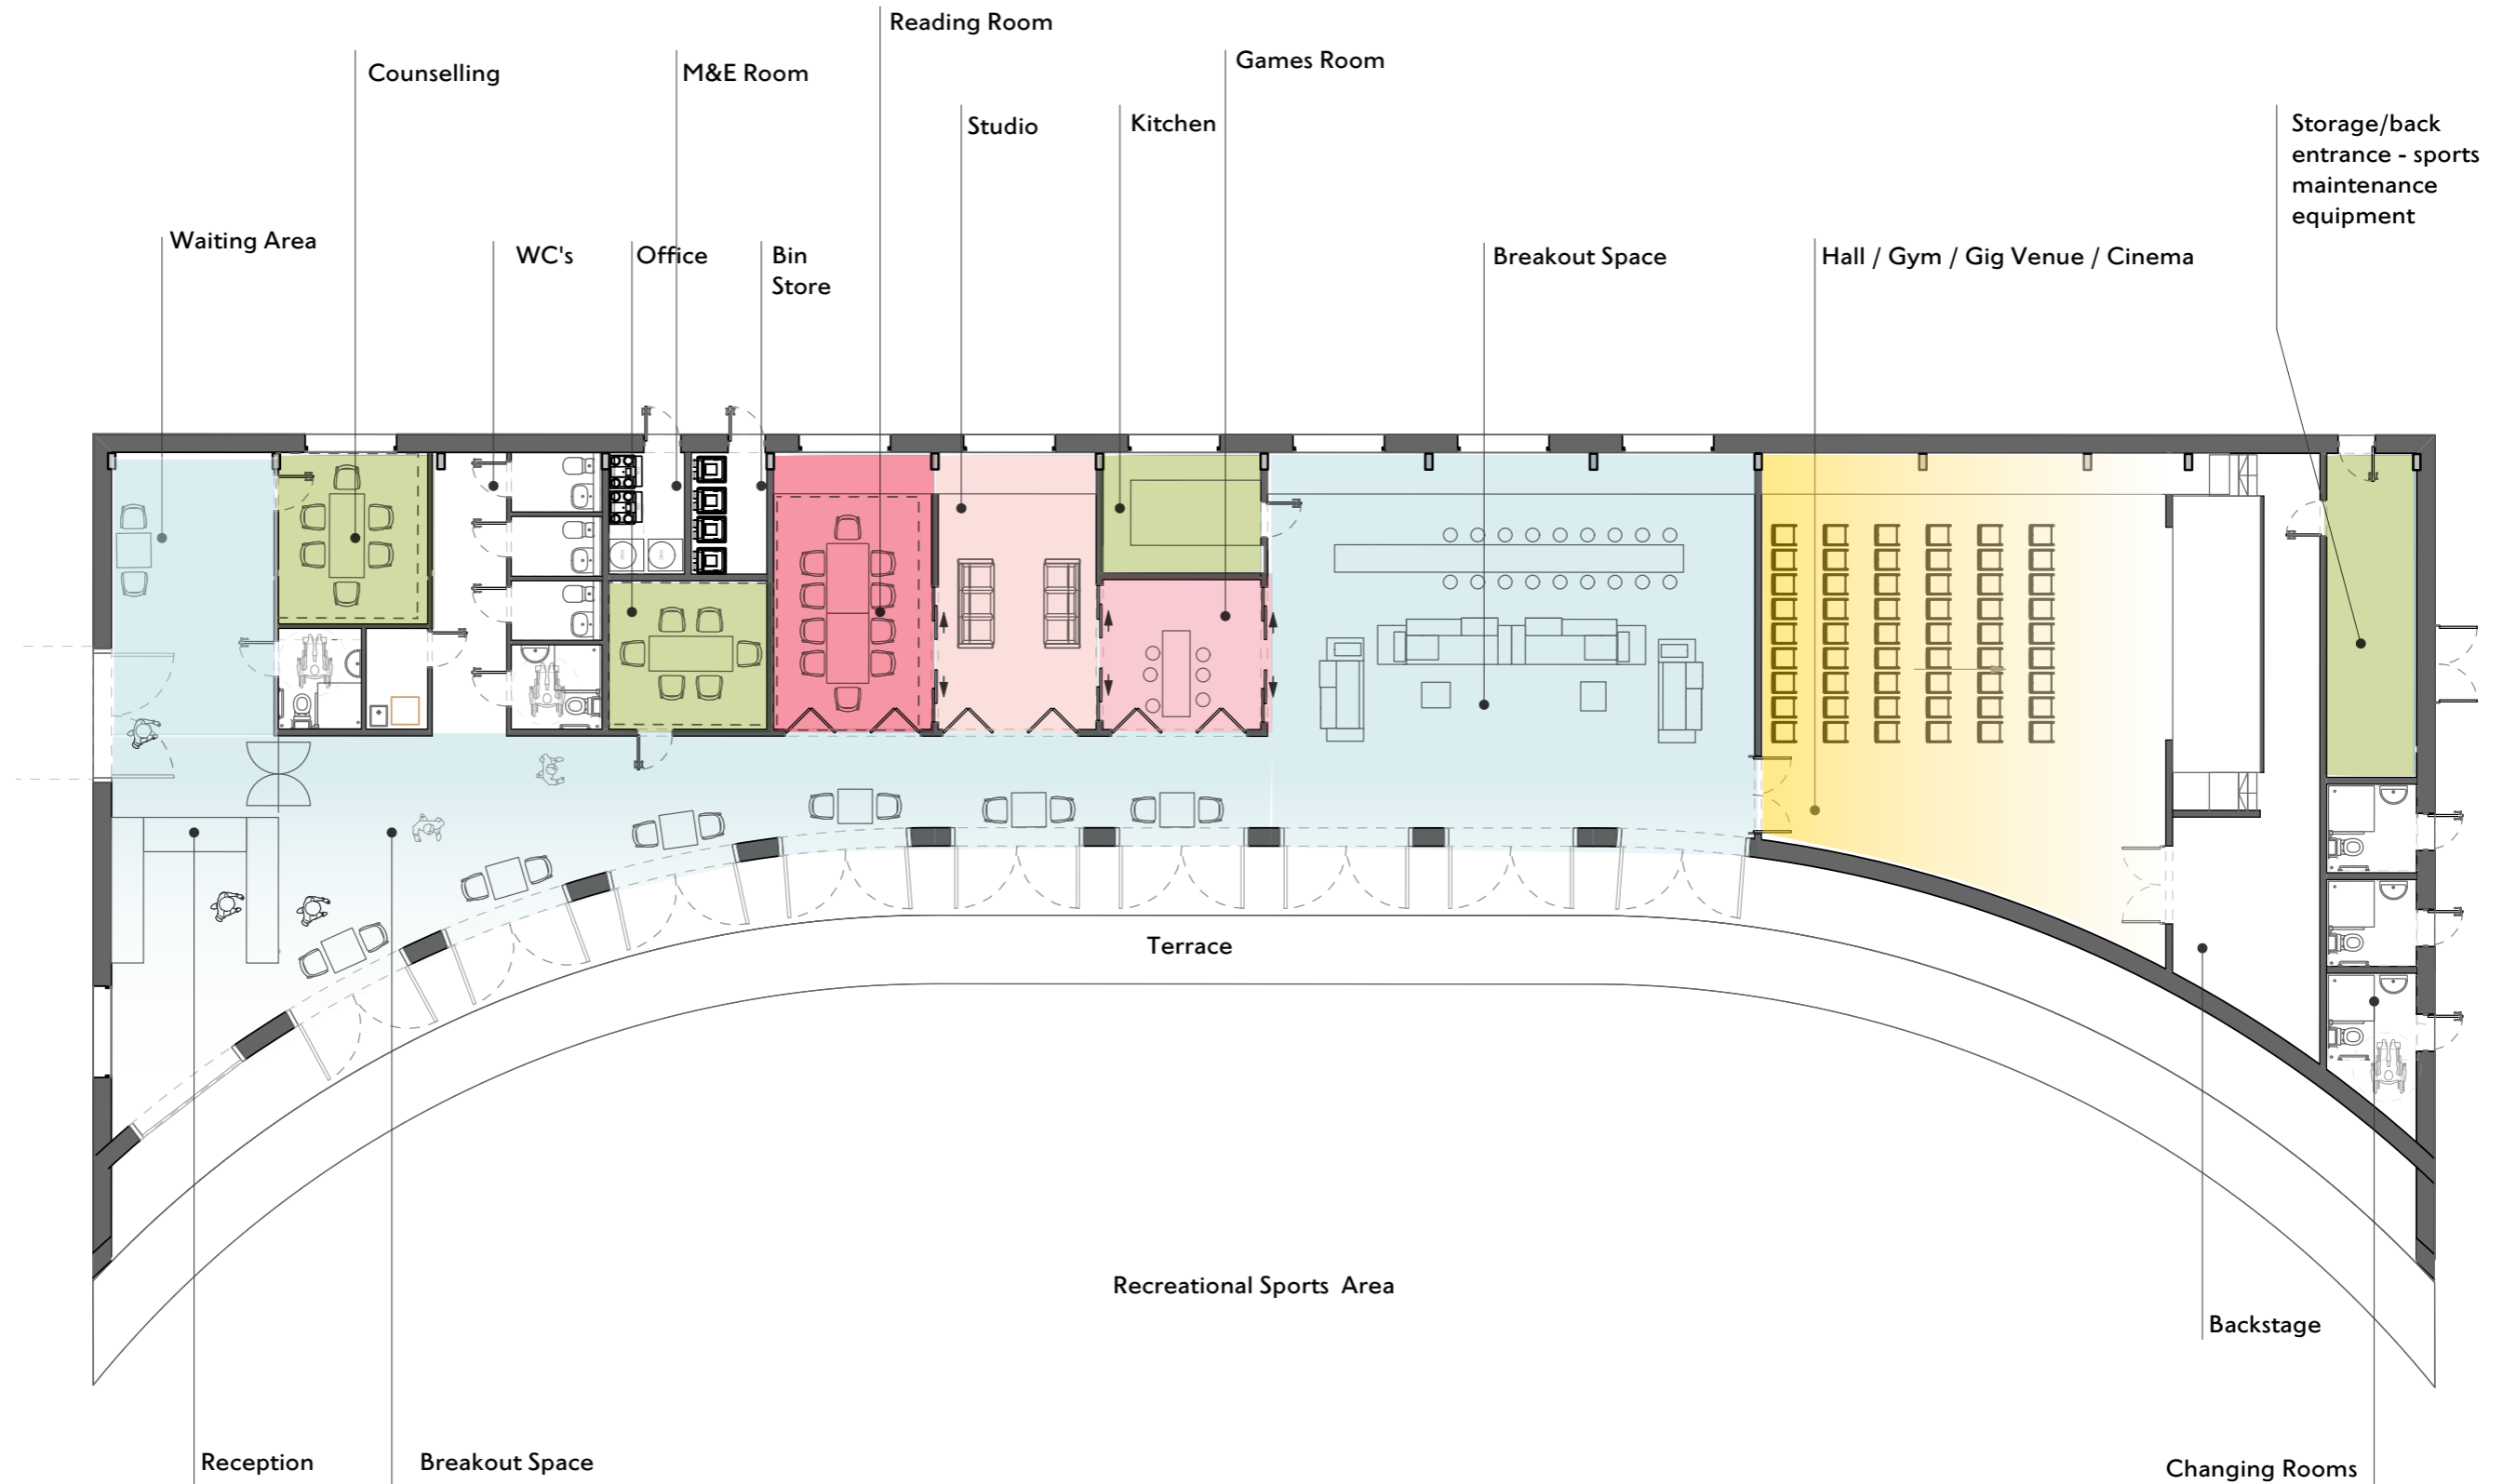 Reading Room
Counselling
M&E Room
Games Room
Studio
Kitchen
Storage/back
entrance - sports
maintenance
equipment
Waiting Area
WC's
Office
Bin
Store
Breakout Space
Hall / Gym / Gig Venue / Cinema
Terrace
Recreational Sports Area
Backstage
Reception
Breakout Space
Changing Rooms